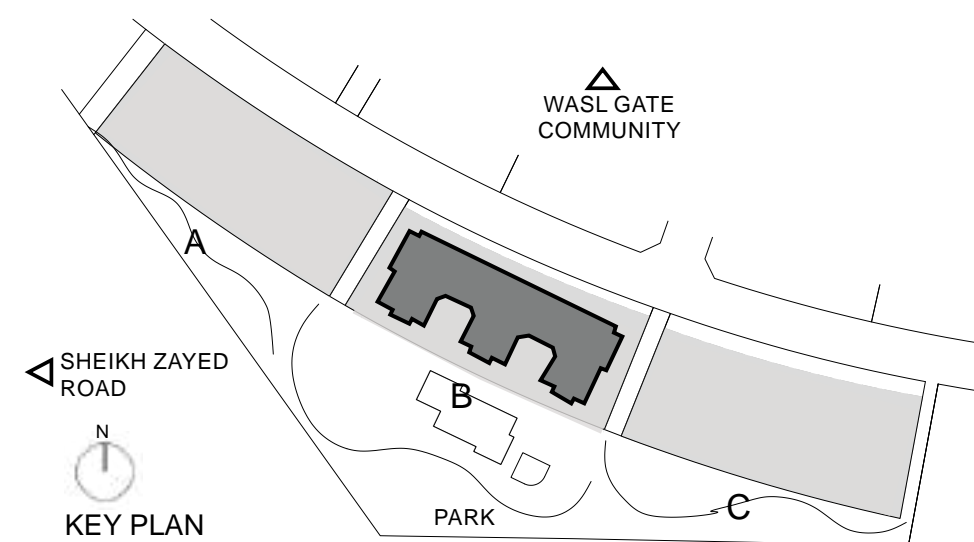 WASL GATE
COMMUNITY
A
SHEIKH ZAYED
ROAD
B
N
KEY PLAN
PARK
C